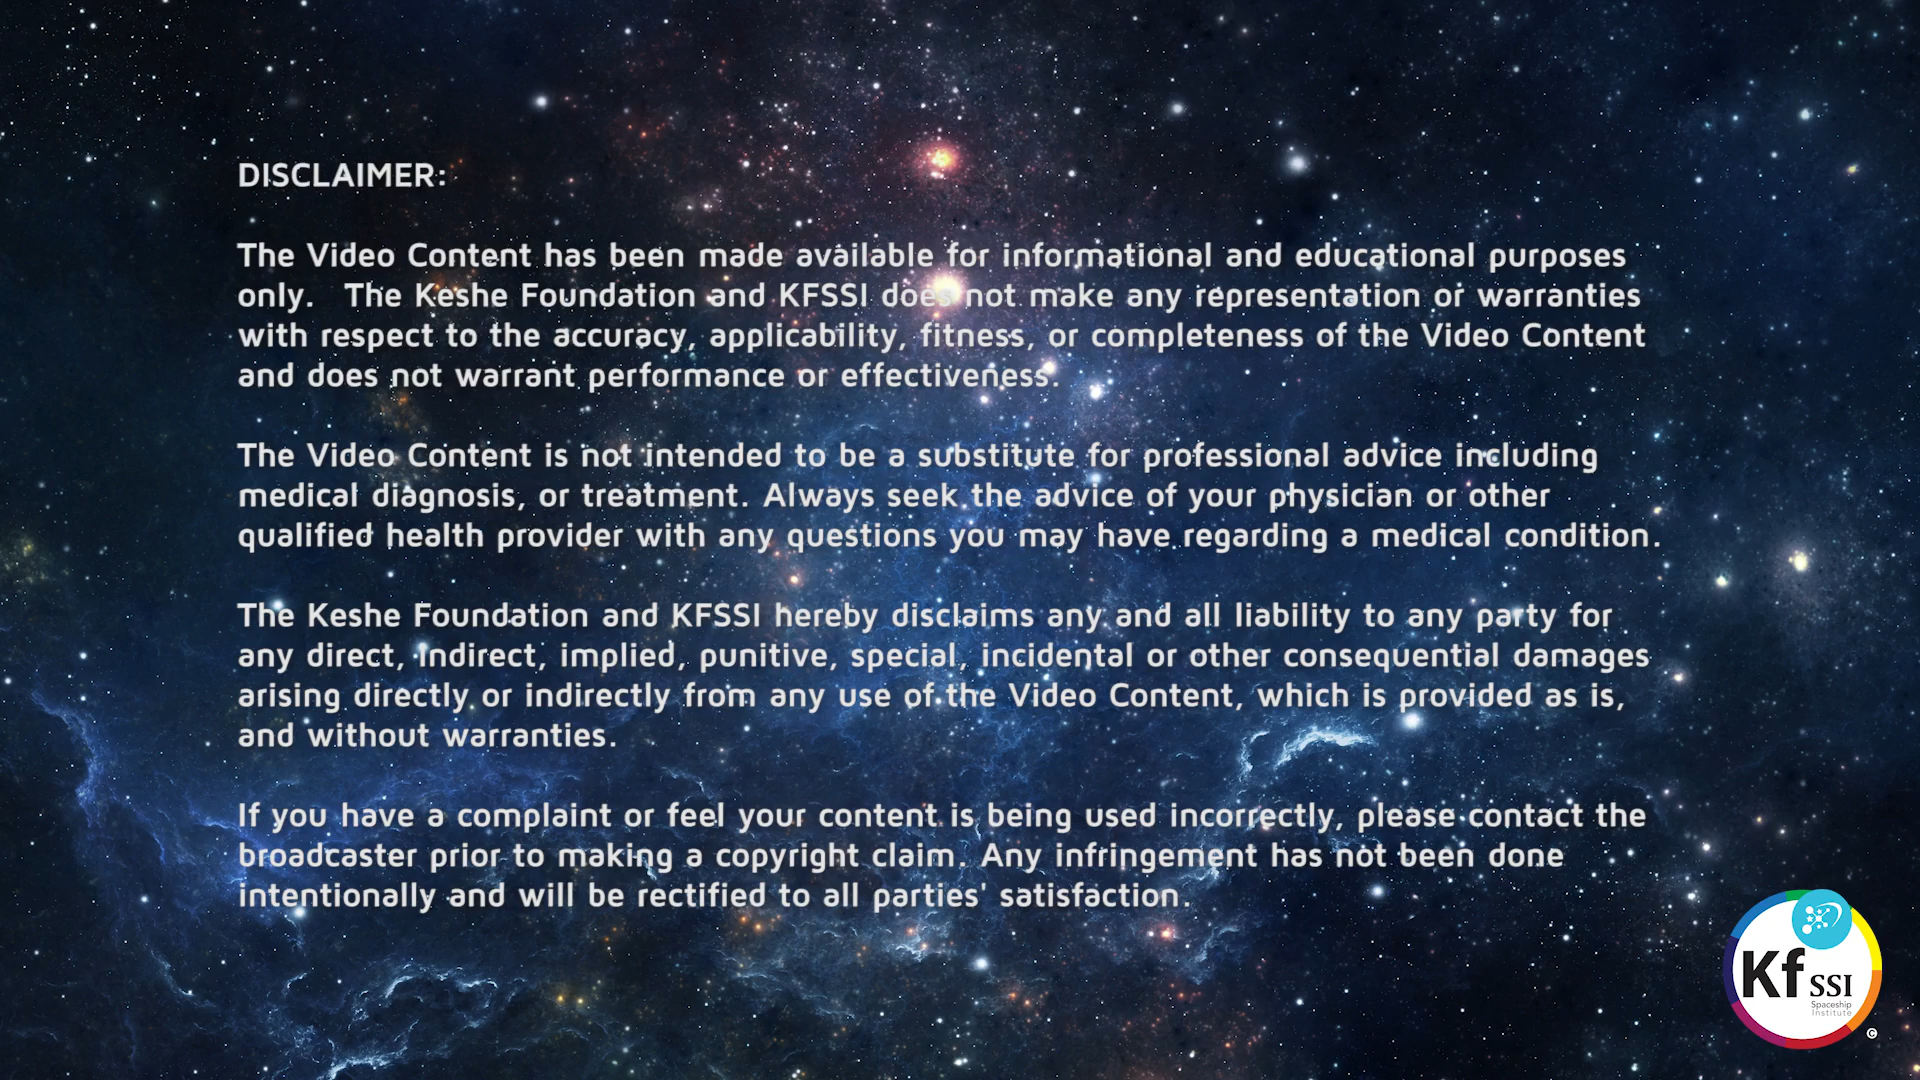 DISCLAIMER:
The Video Content has been made available for informational and educational purposes
only. The Keshe Foundation and KFSSI does not make any representation or warranties
with respect to the accuracy, applicability, fitness, or completeness of the Video Content
and does not warrant performance or effectiveness.
The Video Content is not intended to be a substitute for professional advice including
medical diagnosis, or treatment. Always seek the advice of your physician or other
qualified health provider with any questions you may have regarding a medical condition.
The Keshe Foundation and KFSSI hereby disclaims any and all liability to any party for
any direct, indirect, implied, punitive, special, incidental or other consequential damages
arising directly or indirectly from any use of the Video Content, which is provided as is,
and without warranties.
If you have a complaint or feel your content is being used incorrectly, please contact the
broadcaster prior to making a copyright claim. Any infringement has not been done
intentionally and will be rectified to all parties' satisfaction.
Kf SSI
Spaceship
Institute
©